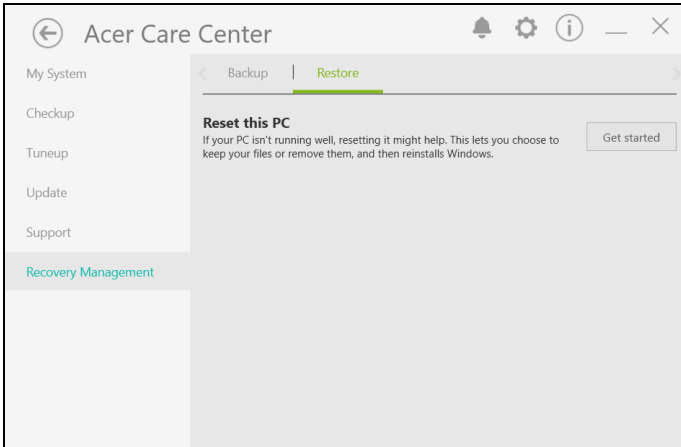 Acer Care Center
My System
Checkup
Tuneup
Update
Support
Recovery Management
Backup | Restore
Reset this PC
If your PC isn't running well, resetting it might help. This lets you choose to
keep your files or remove them, and then reinstalls Windows.
Get started